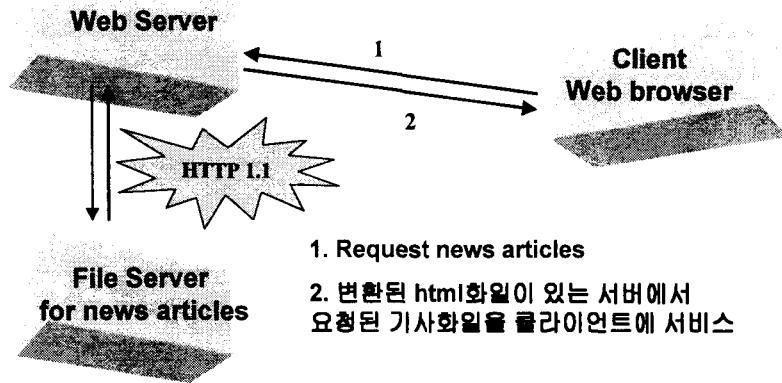 Web Server
1
Client
Web browser
2
HTTP 1.1
File Server
for news articles
1. Request news articles
2. 변환된 html화일이 있는 서버에서
요청된 기사화일을 클라이언트에 서비스